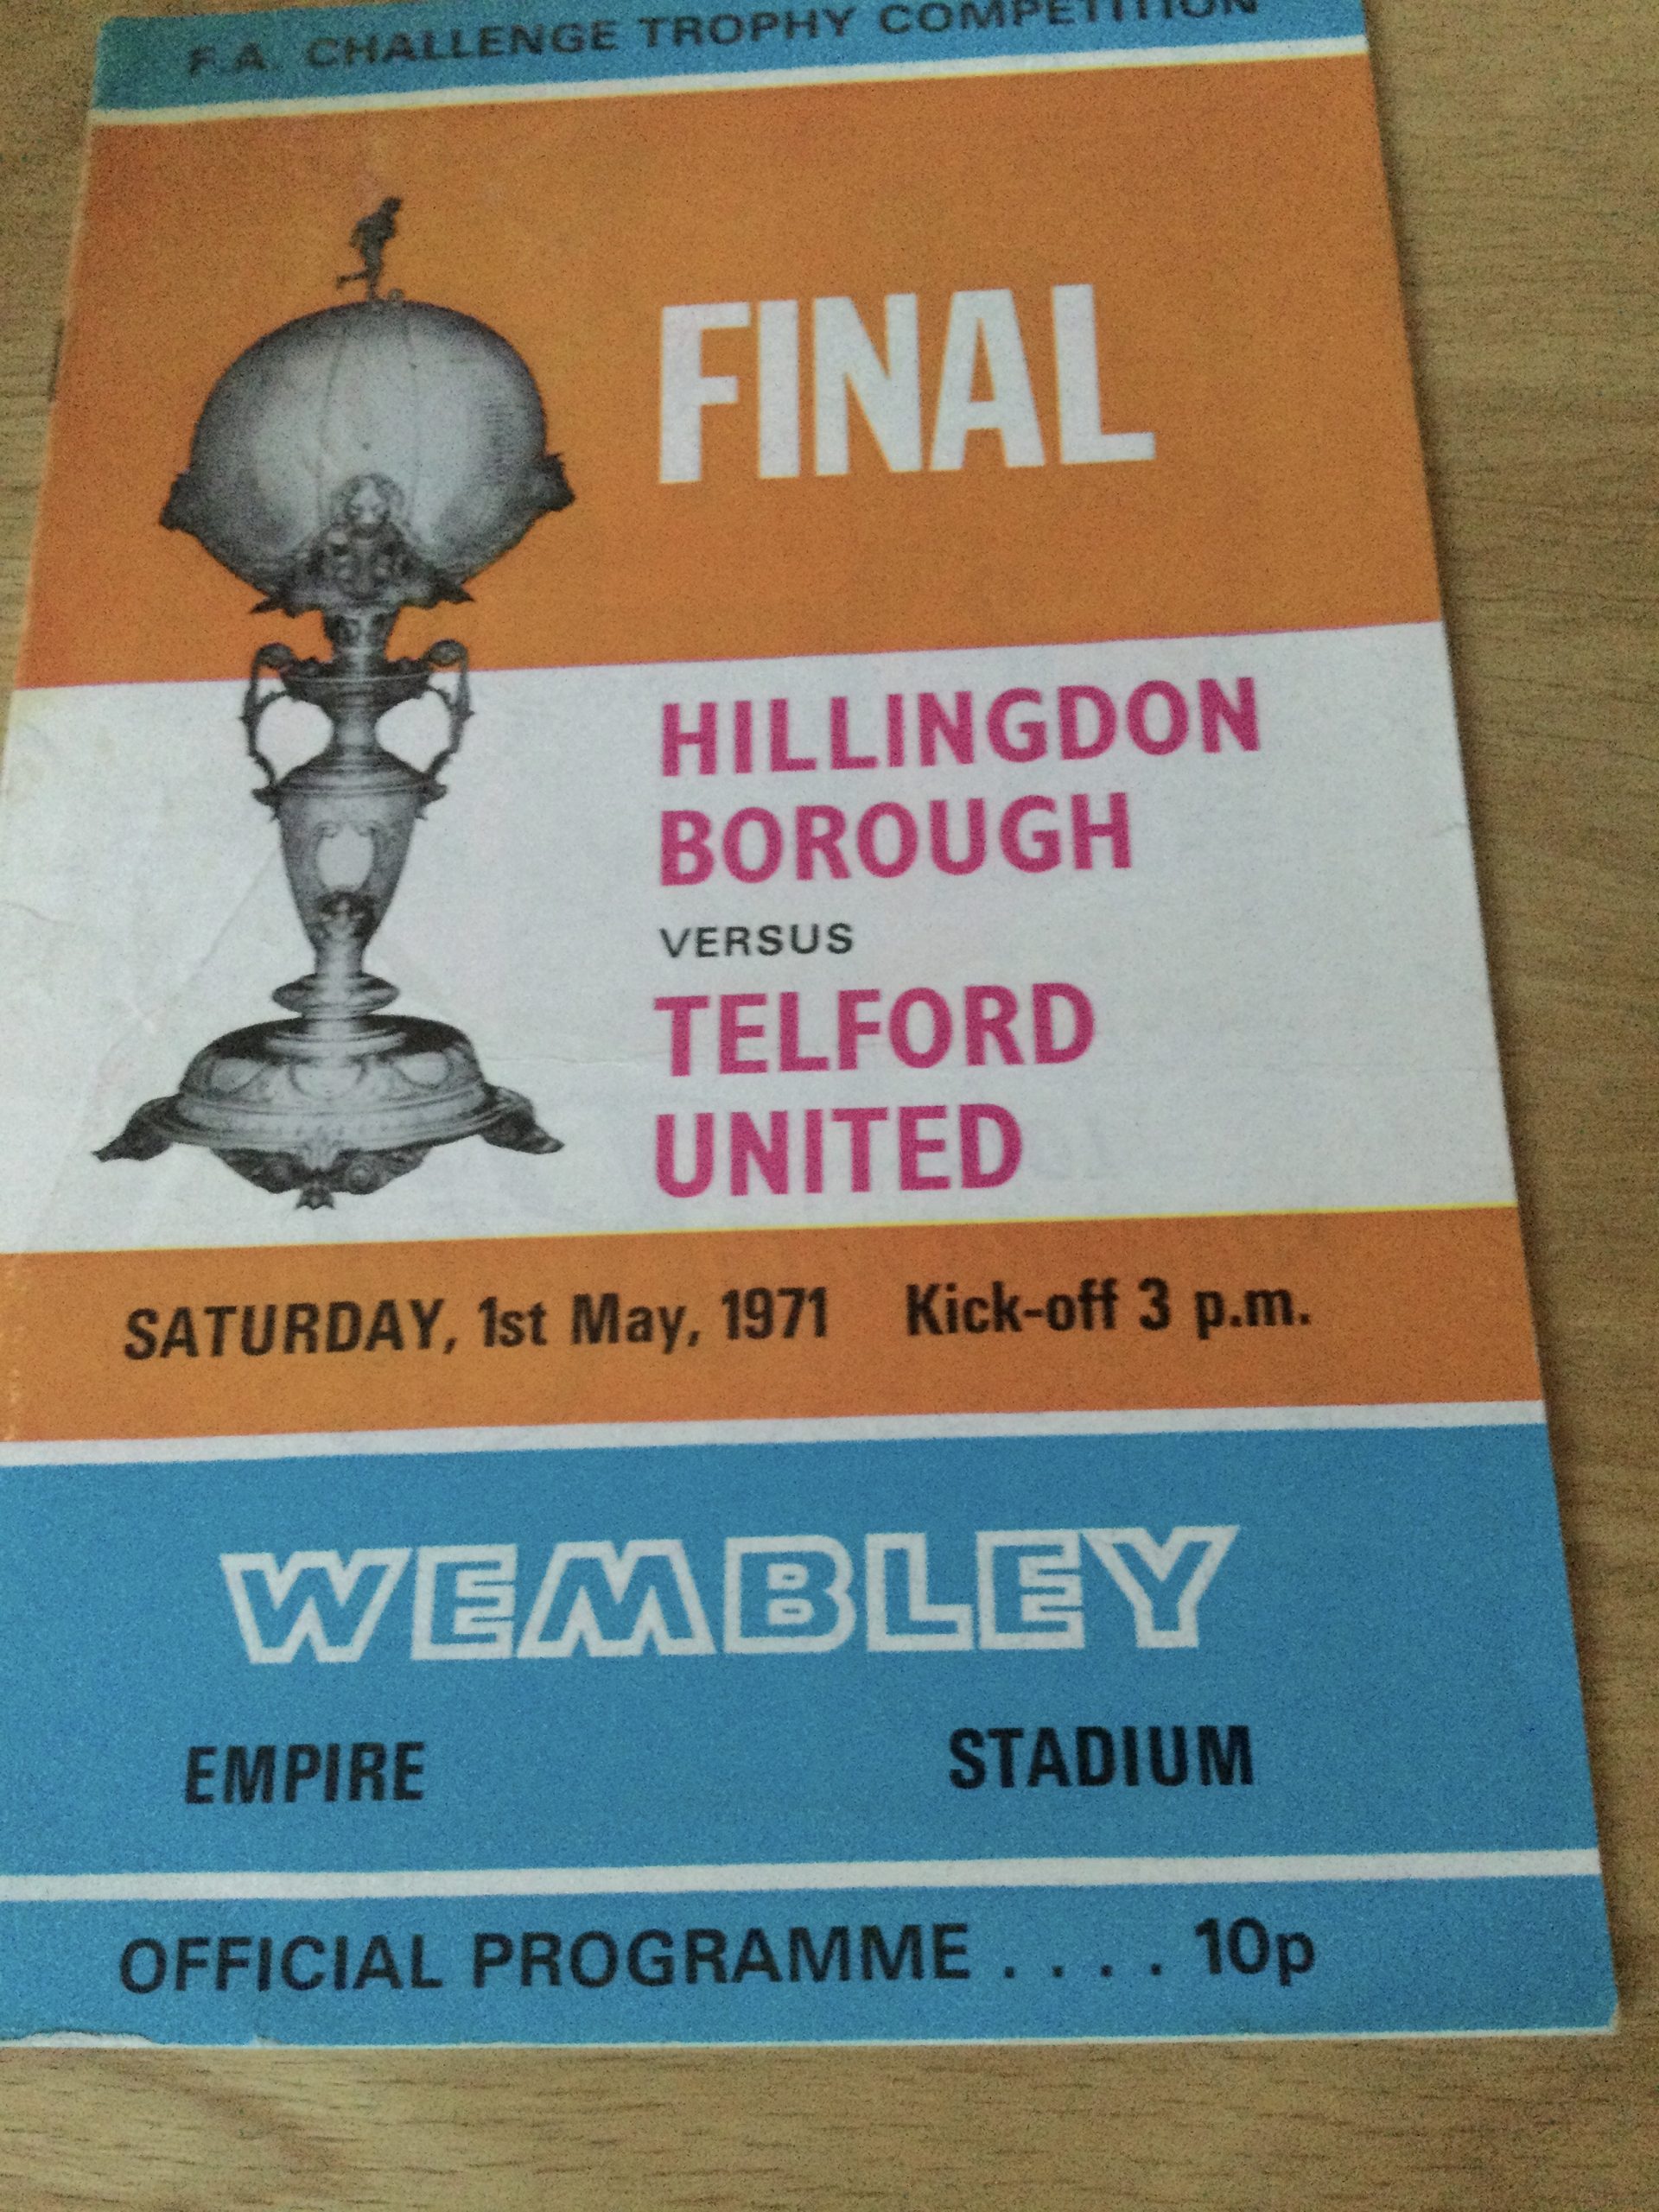 F.A. CHALLENGE TROPHY COMPETITION
FINAL
HILLINGDON
BOROUGH
VERSUS
TELFORD
UNITED
SATURDAY, 1st May, 1971 Kick-off 3 p.m.
WEMBLEY
EMPIRE STADIUM
OFFICIAL PROGRAMME . . . . 10p